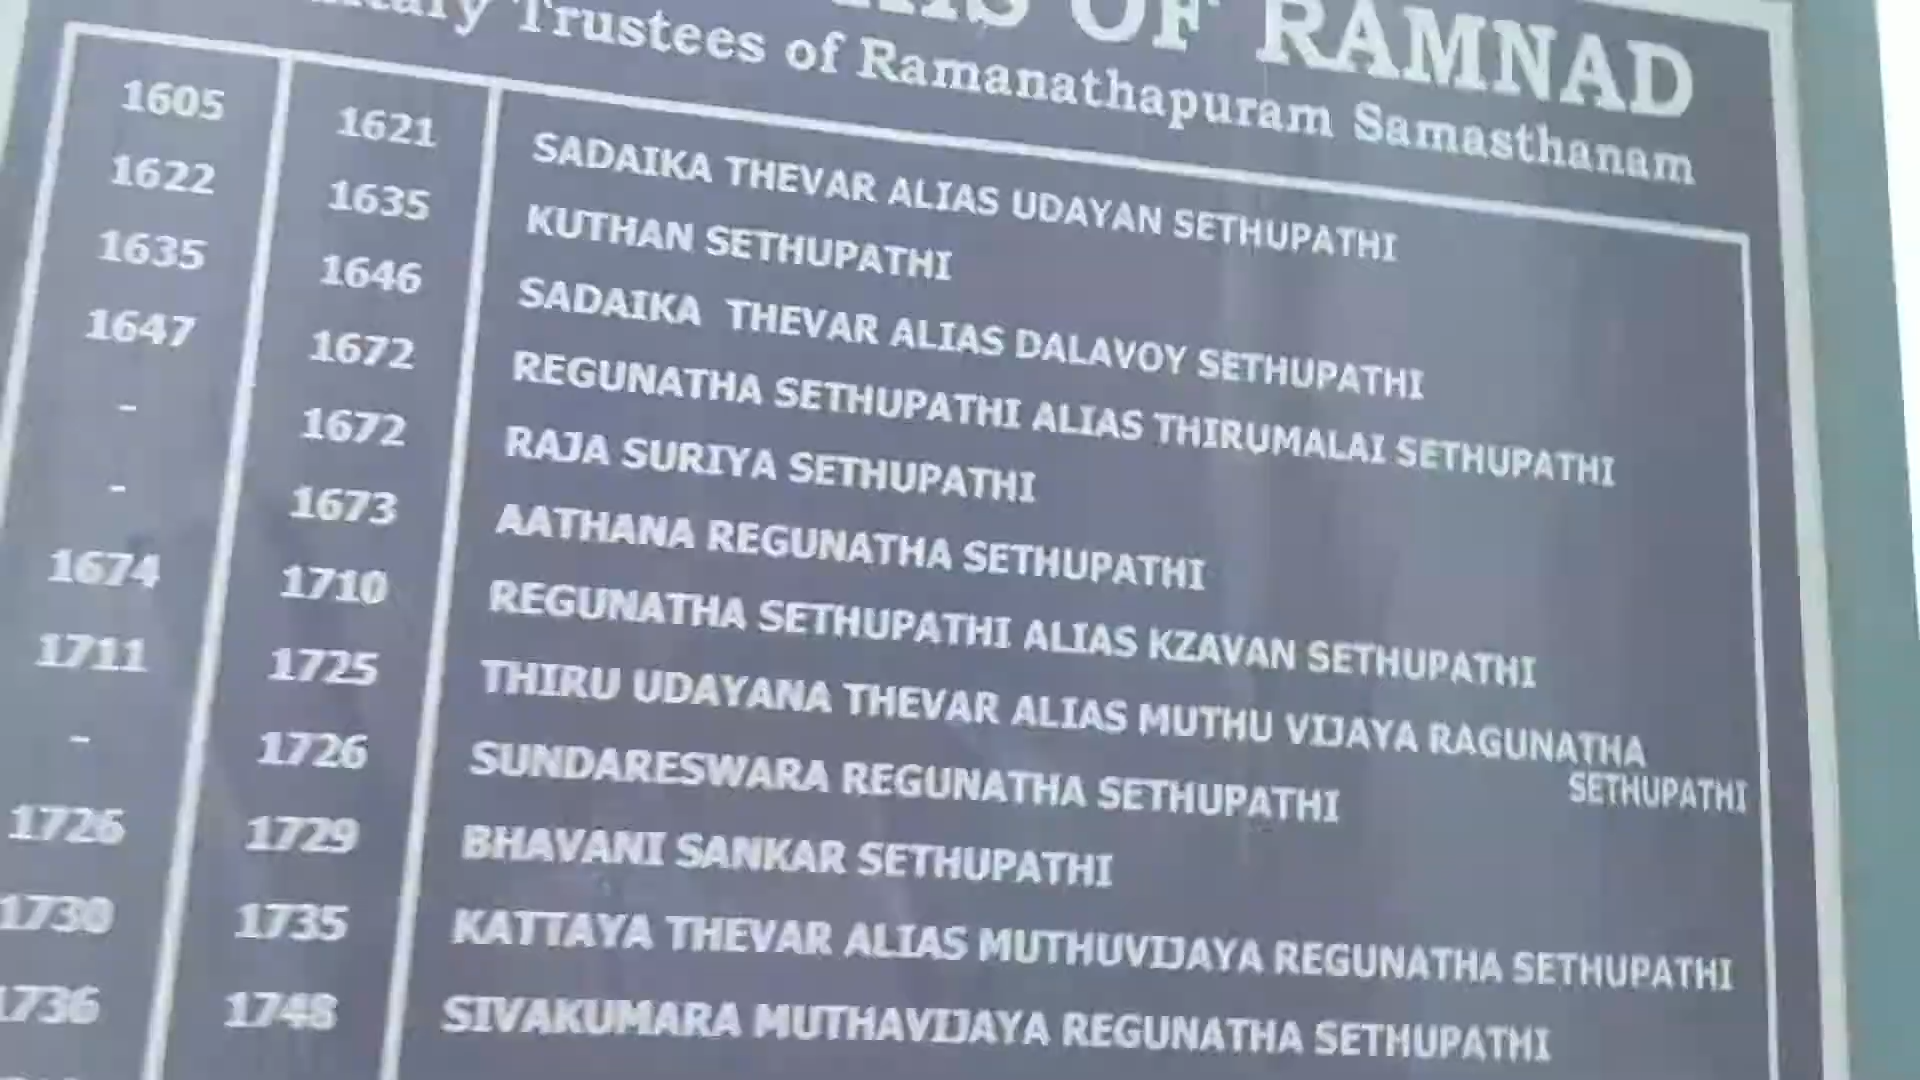 OF RAMNAD
Trustees of Ramanathapuram Samasthanam
1605 1621 SADAIKA THEVAR ALIAS UDAYAN SETHUPATHI
1622 1635 KUTHAN SETHUPATHI
1635 1646 SADAIKA THEVAR ALIAS DALAVOY SETHUPATHI
1647 1672 REGUNATHA SETHUPATHI ALIAS THIRUMALAI SETHUPATHI
- 1672 RAJA SURIYA SETHUPATHI
- 1673 AATHANA REGUNATHA SETHUPATHI
1674 1710 REGUNATHA SETHUPATHI ALIAS KZAVAN SETHUPATHI
1711 1725 THIRU UDAYANA THEVAR ALIAS MUTHU VIJAYA RAGUNATHA
SETHUPATHI
- 1726 SUNDARESWARA REGUNATHA SETHUPATHI
1726 1729 BHAVANI SANKAR SETHUPATHI
1730 1735 KATTAYA THEVAR ALIAS MUTHUVIJAYA REGUNATHA SETHUPATHI
1736 1748 SIVAKUMARA MUTHAVIJAYA REGUNATHA SETHUPATHI